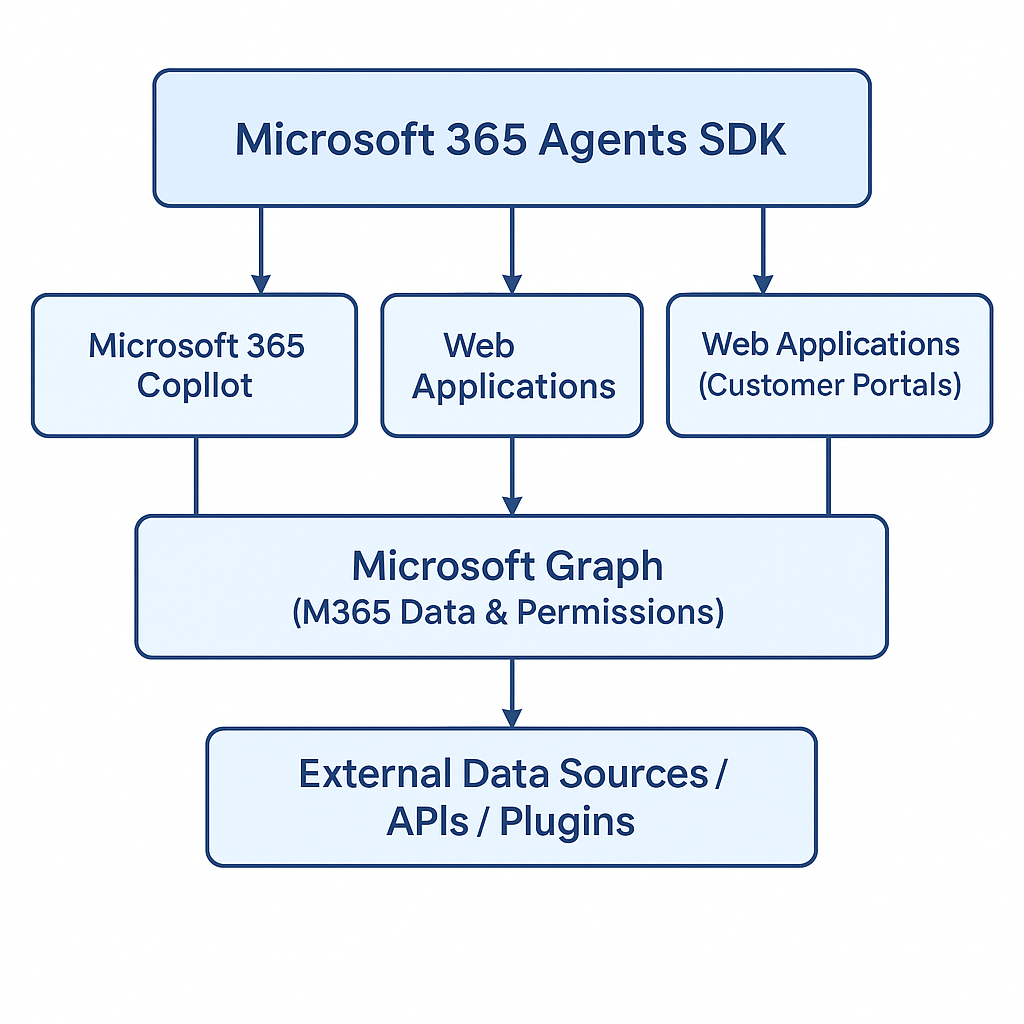 Microsoft 365 Agents SDK
Microsoft 365
Copllot
Web
Applications
Web Applications
(Customer Portals)
Microsoft Graph
(M365 Data & Permissions)
External Data Sources /
APIs / Plugins